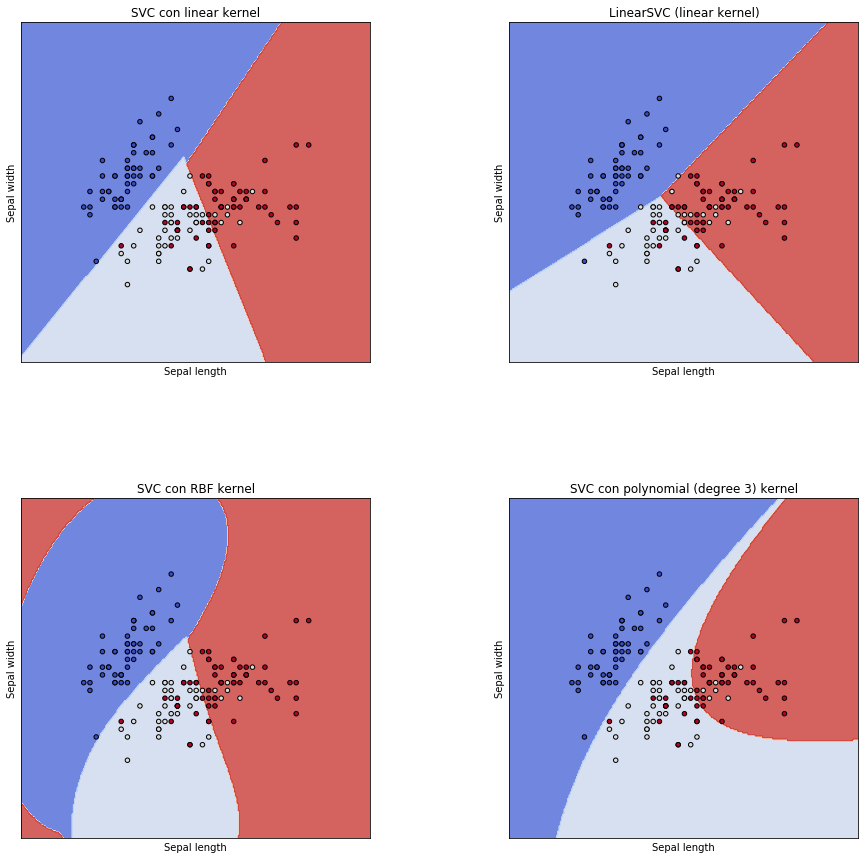 SVC con linear kernel
LinearSVC (linear kernel)
Sepal width
Sepal width
Sepal length
Sepal length
SVC con RBF kernel
SVC con polynomial (degree 3) kernel
Sepal width
Sepal width
Sepal length
Sepal length